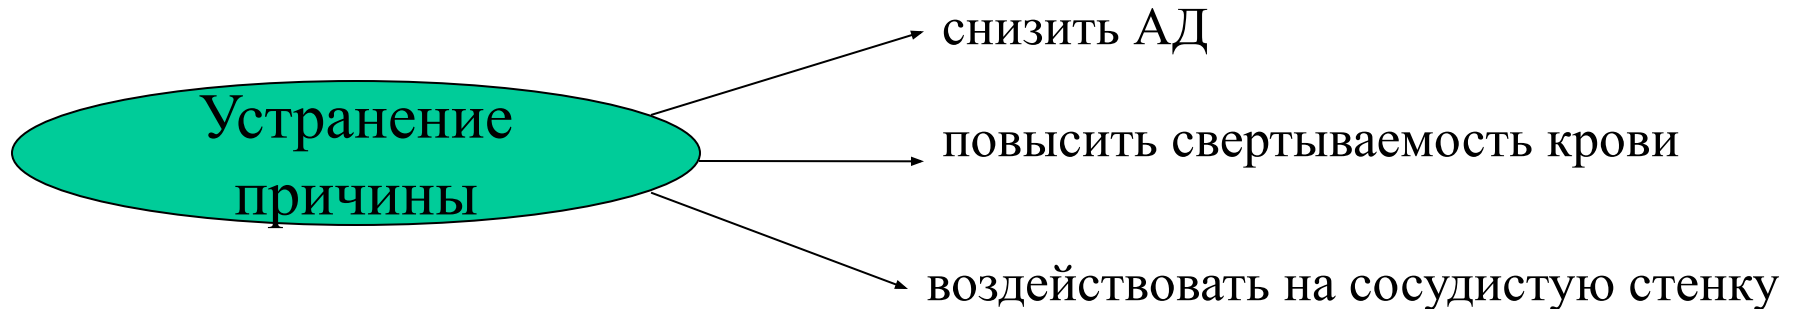 Устранение
причины
снизить АД
повысить свертываемость крови
воздействовать на сосудистую стенку